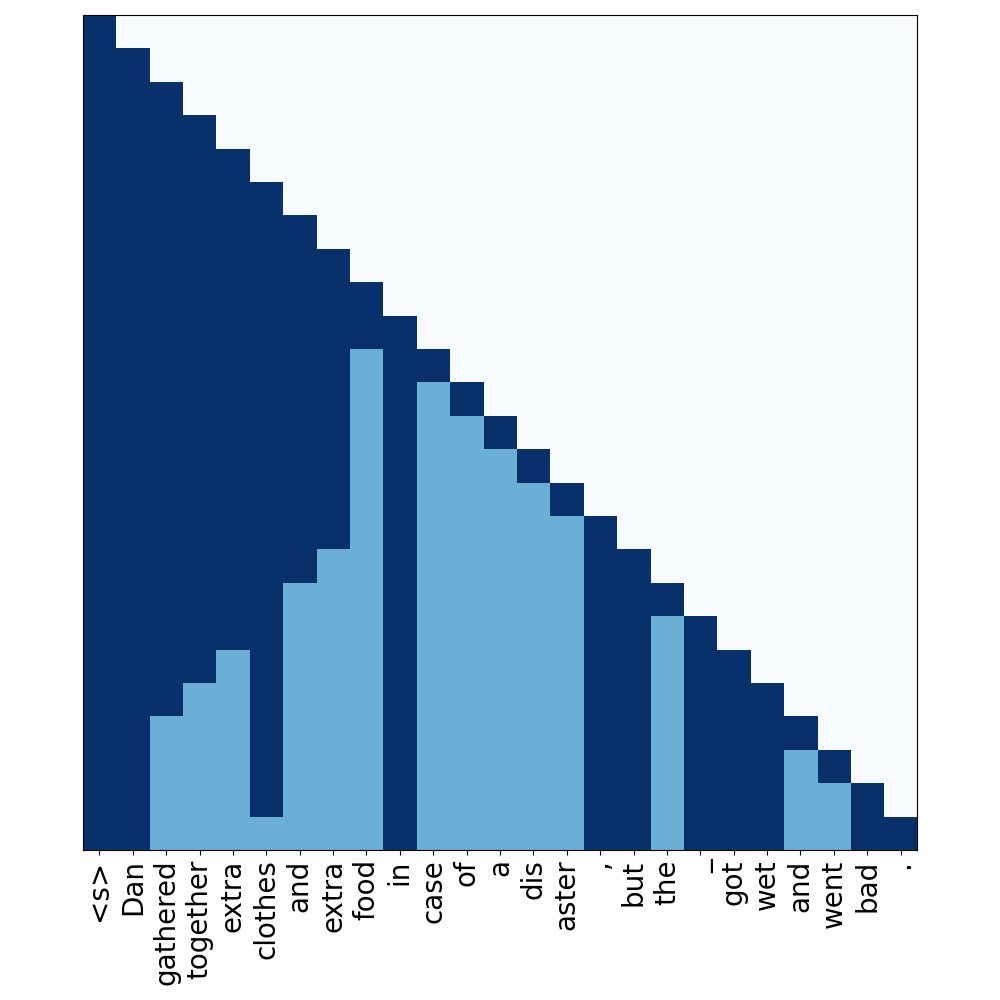 <s> Dan gathered together extra clothes and extra food in case of a dis aster , but the _ got wet and went bad .